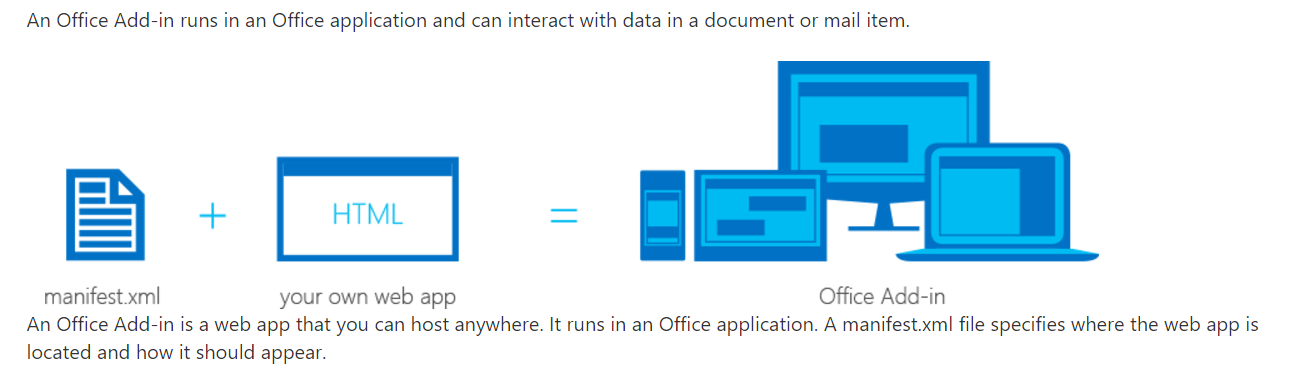 An Office Add-in runs in an Office application and can interact with data in a document or mail item.
+
HTML
=
manifest.xml
your own web app
Office Add-in
An Office Add-in is a web app that you can host anywhere. It runs in an Office application. A manifest.xml file specifies where the web app is
located and how it should appear.